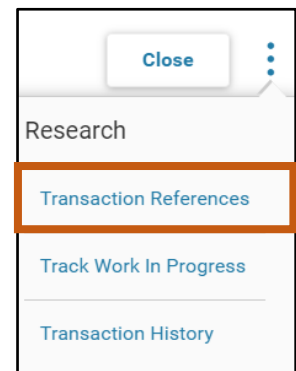 Close
Research
Transaction References
Track Work In Progress
Transaction History